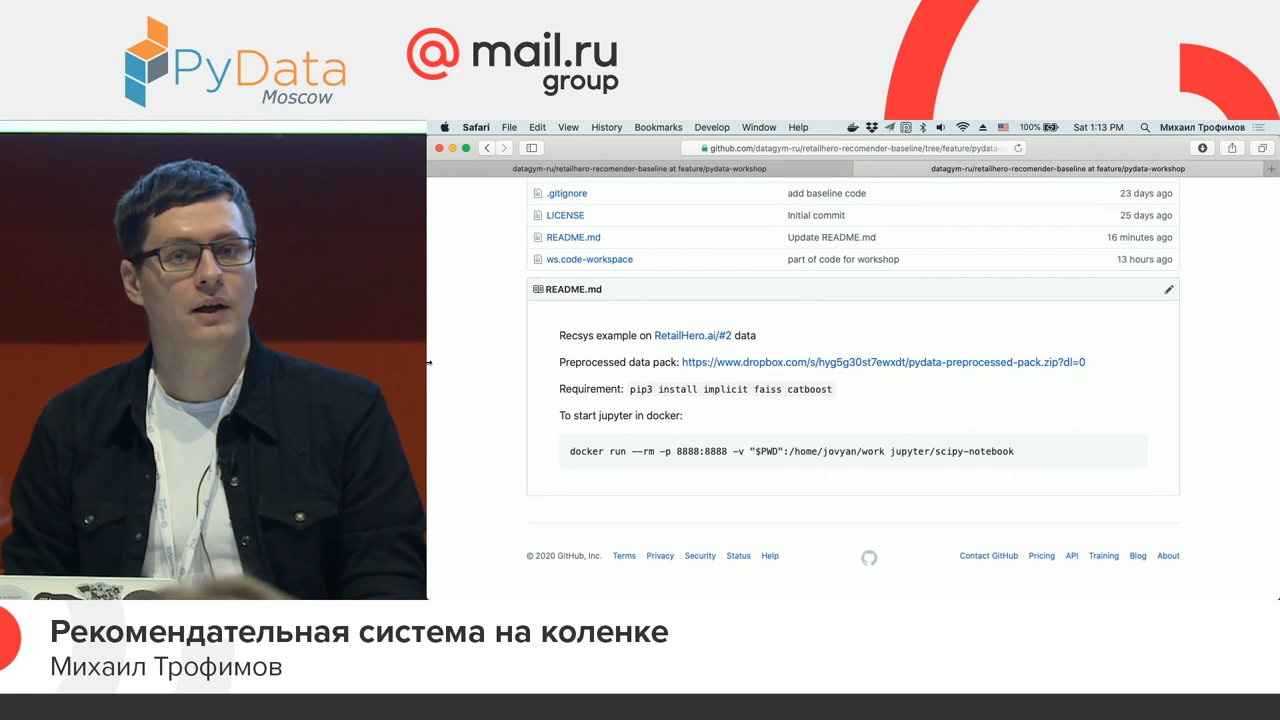 PyData
Moscow
@mail.ru
group
Safari File Edit View History Bookmarks Develop Window Help 100% Sat 1:13 PM Михаил Трофимов
github.com/datagym-ru/retailhero-recomender-baseline/tree/feature/pydata-
datagym-ru/retailhero-recomender-baseline at feature/pydata-workshop datagym-ru/retailhero-recomender-baseline at feature/pydata-workshop
.gitignore add baseline code 23 days ago
LICENSE Initial commit 25 days ago
README.md Update README.md 16 minutes ago
ws.code-workspace part of code for workshop 13 hours ago
README.md
Recsys example on RetailHero.ai/#2 data
Preprocessed data pack: https://www.dropbox.com/s/hyg5g30st7ewxdt/pydata-preprocessed-pack.zip?dl=0
Requirement: pip3 install implicit faiss catboost
To start jupyter in docker:
docker run --rm -p 8888:8888 -v "$PWD":/home/jovyan/work jupyter/scipy-notebook
© 2020 GitHub, Inc. Terms Privacy Security Status Help Contact GitHub Pricing API Training Blog About
Рекомендательная система на коленке
Михаил Трофимов